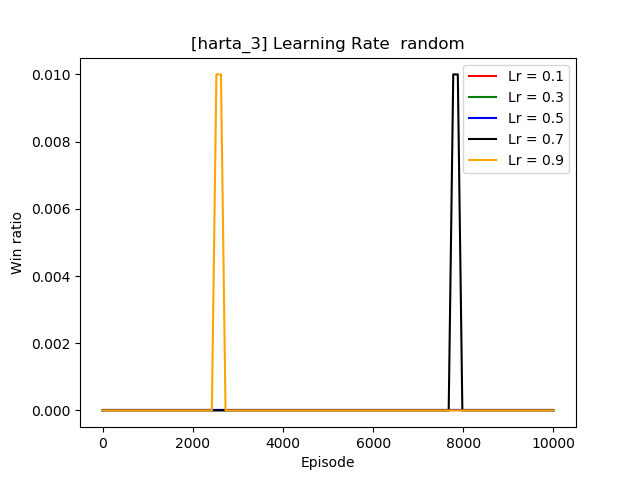 [harta_3] Learning Rate  random
Win ratio
0.010
0.008
0.006
0.004
0.002
0.000
0
2000
4000
6000
8000
10000
Episode
Lr = 0.1
Lr = 0.3
Lr = 0.5
Lr = 0.7
Lr = 0.9